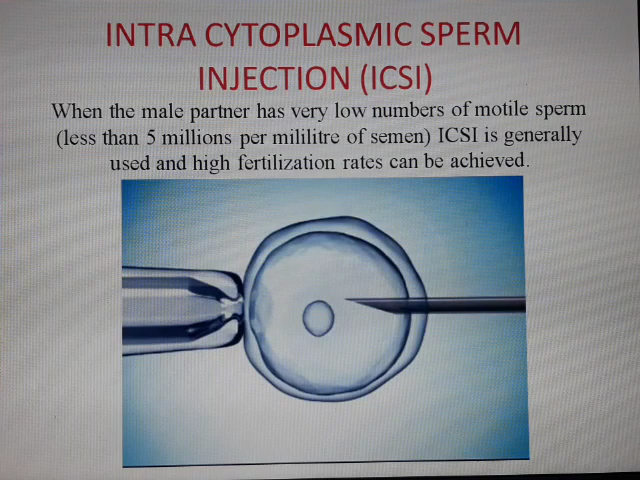 INTRA CYTOPLASMIC SPERM
INJECTION (ICSI)
When the male partner has very low numbers of motile sperm
(less than 5 millions per mililitre of semen) ICSI is generally
used and high fertilization rates can be achieved.